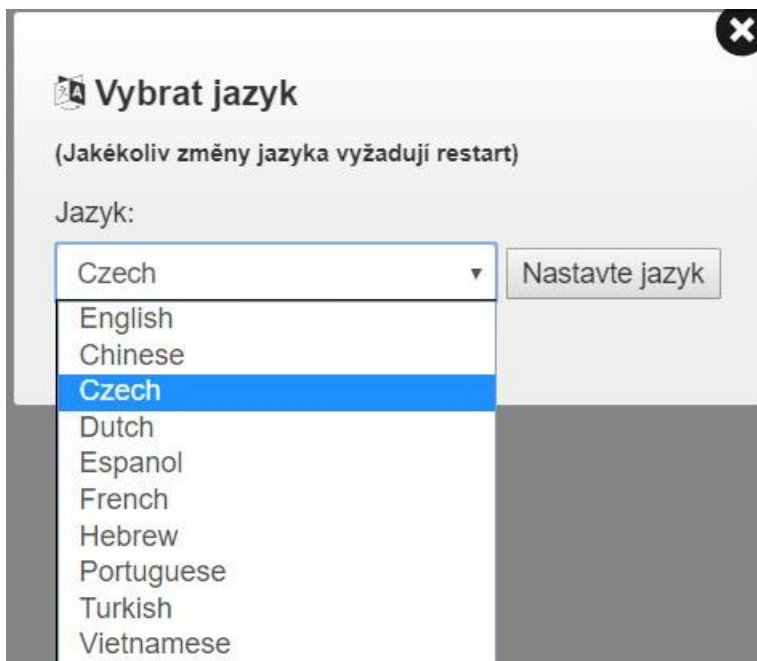 Vybrat jazyk
(Jakékoliv změny jazyka vyžadují restart)
Jazyk:
Czech Nastavte jazyk
English
Chinese
Czech
Dutch
Espanol
French
Hebrew
Portuguese
Turkish
Vietnamese